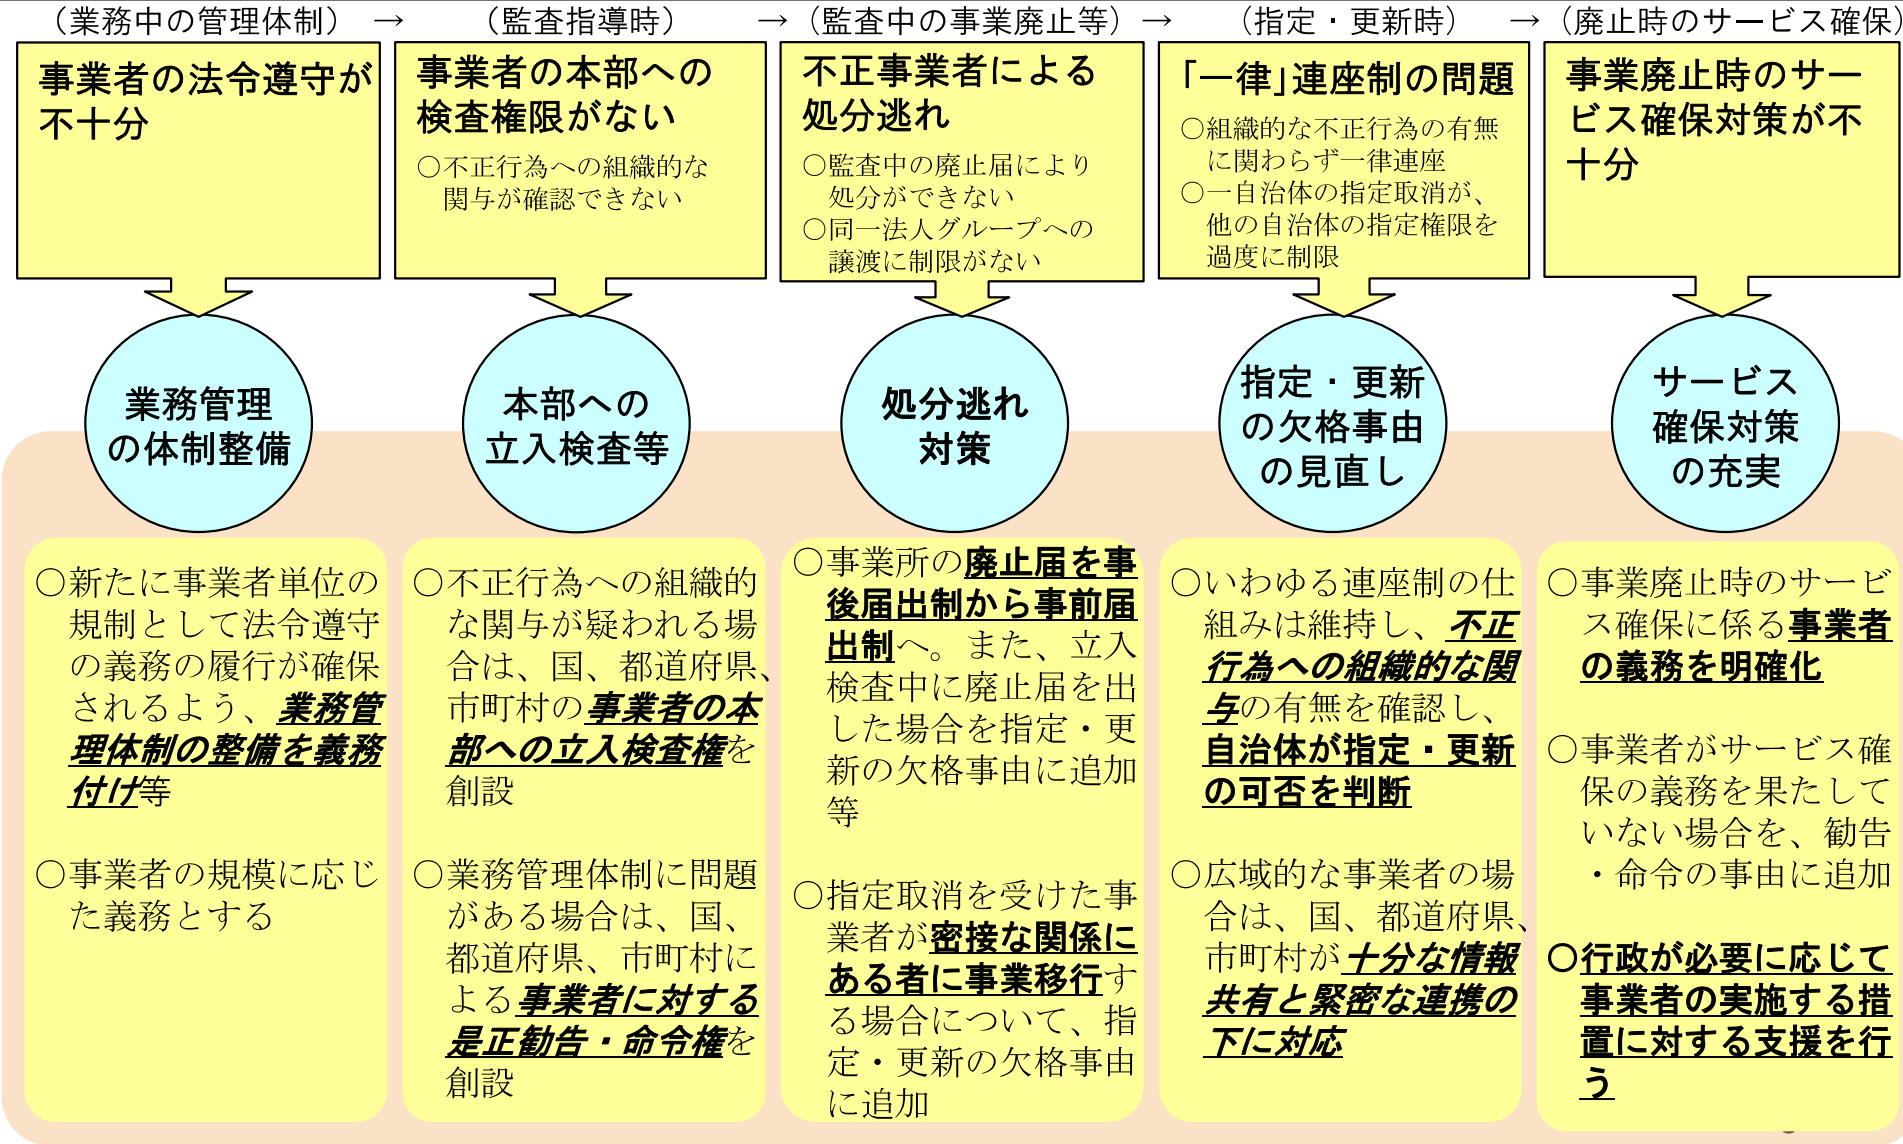 （業務中の管理体制）
→
（監査指導時）
→
（監査中の事業廃止等）
→
（指定・更新時）
→
（廃止時のサービス確保）
事業者の法令遵守が
不十分
事業者の本部への
検査権限がない
○不正行為への組織的な
関与が確認できない
不正事業者による
処分逃れ
○監査中の廃止届により
処分ができない
○同一法人グループへの
譲渡に制限がない
「一律」連座制の問題
○組織的な不正行為の有無
に関わらず一律連座
○一自治体の指定取消が、
他の自治体の指定権限を
過度に制限
事業廃止時のサー
ビス確保対策が不
十分
業務管理
の体制整備
本部への
立入検査等
処分逃れ
対策
指定・更新
の欠格事由
の見直し
サービス
確保対策
の充実
○新たに事業者単位の
規制として法令遵守
の義務の履行が確保
されるよう、業務管
理体制の整備を義務
付け等
○事業者の規模に応じ
た義務とする
○不正行為への組織的
な関与が疑われる場
合は、国、都道府県、
市町村の事業者の本
部への立入検査権を
創設
○業務管理体制に問題
がある場合は、国、
都道府県、市町村に
よる事業者に対する
是正勧告・命令権を
創設
○事業所の廃止届を事
後届出制から事前届
出制へ。また、立入
検査中に廃止届を出
した場合を指定・更
新の欠格事由に追加
等
○指定取消を受けた事
業者が密接な関係に
ある者に事業移行す
る場合について、指
定・更新の欠格事由
に追加
○いわゆる連座制の仕
組みは維持し、不正
行為への組織的な関
与の有無を確認し、
自治体が指定・更新
の可否を判断
○広域的な事業者の場
合は、国、都道府県、
市町村が十分な情報
共有と緊密な連携の
下に対応
○事業廃止時のサービ
ス確保に係る事業者
の義務を明確化
○事業者がサービス確
保の義務を果たして
いない場合を、勧告
・命令の事由に追加
○行政が必要に応じて
事業者の実施する措
置に対する支援を行
う